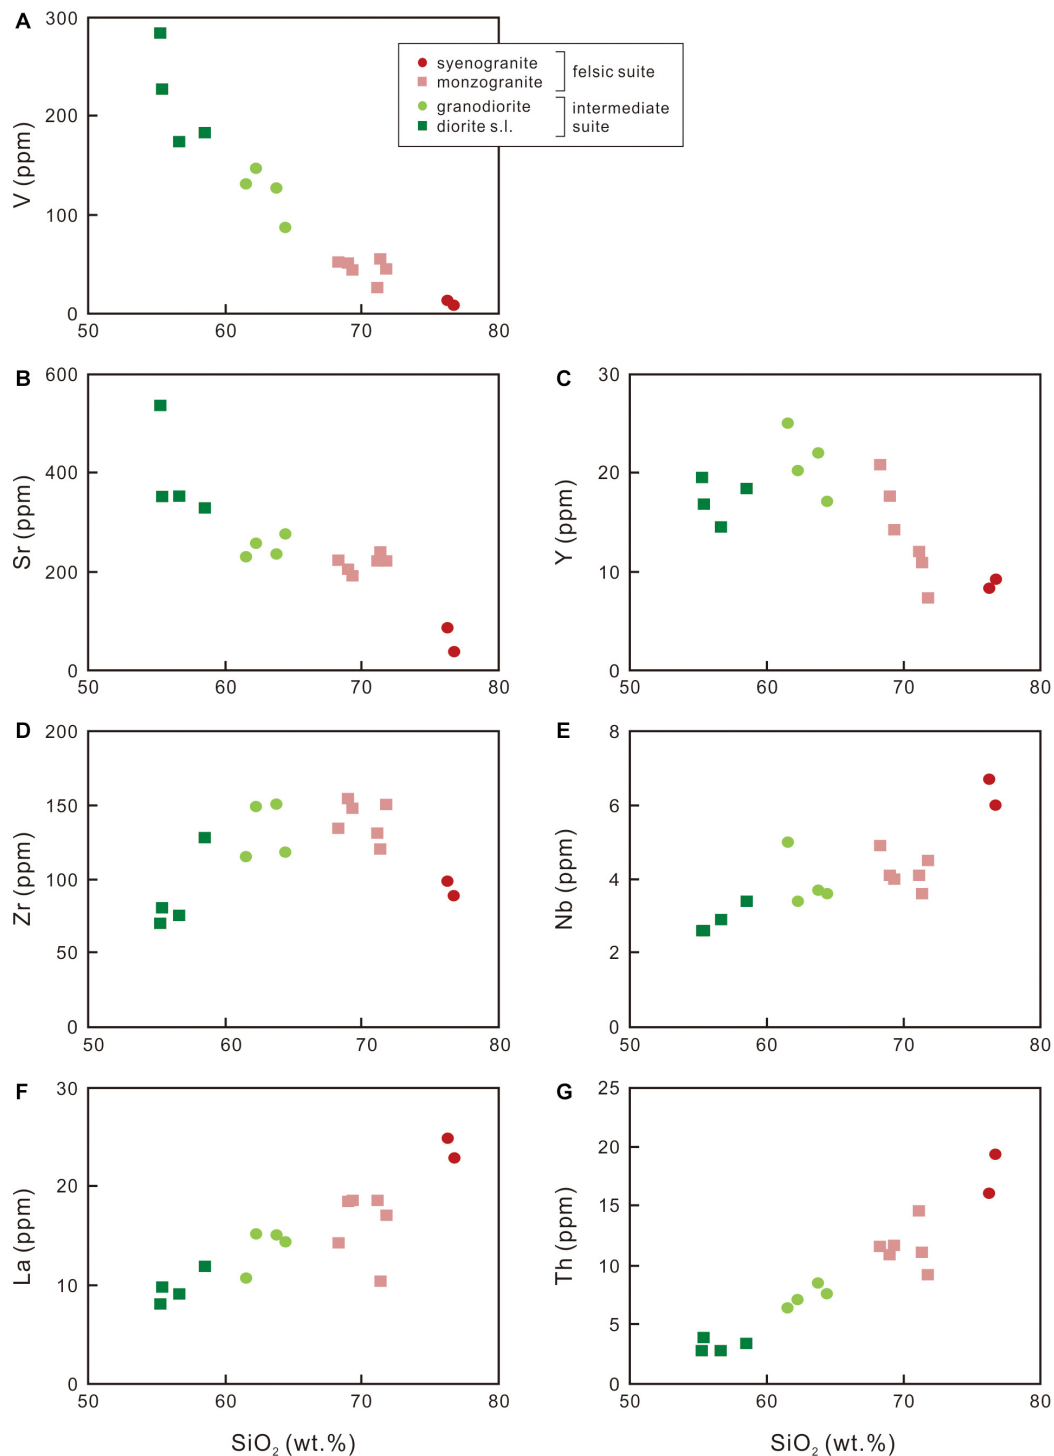 A
300
200
100
0
V (ppm)
50 60 70 80
syenogranite
monzogranite
felsic suite
granodiorite
diorite s.l.
intermediate
suite
B
600
400
200
0
Sr (ppm)
50 60 70 80
C
30
20
10
0
Y (ppm)
50 60 70 80
D
200
150
100
50
0
Zr (ppm)
50 60 70 80
E
8
6
4
2
0
Nb (ppm)
50 60 70 80
F
30
20
10
0
La (ppm)
50 60 70 80
SiO₂ (wt.%)
G
25
20
15
10
5
0
Th (ppm)
50 60 70 80
SiO₂ (wt.%)